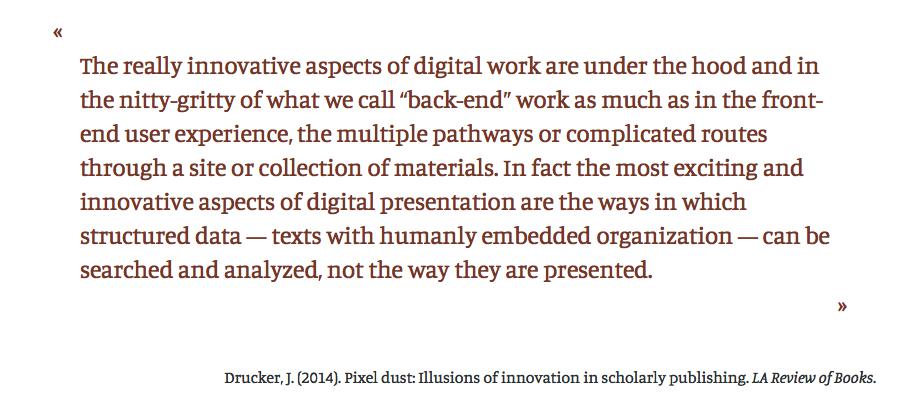 «
The really innovative aspects of digital work are under the hood and in
the nitty-gritty of what we call “back-end” work as much as in the front-
end user experience, the multiple pathways or complicated routes
through a site or collection of materials. In fact the most exciting and
innovative aspects of digital presentation are the ways in which
structured data — texts with humanly embedded organization — can be
searched and analyzed, not the way they are presented.
»
Drucker, J. (2014). Pixel dust: Illusions of innovation in scholarly publishing. LA Review of Books.